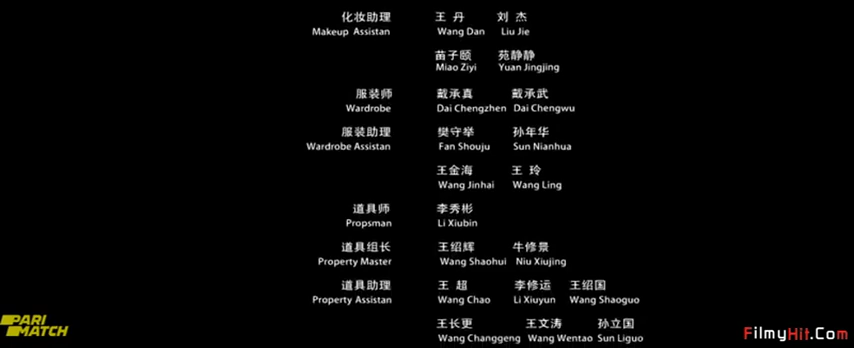 化妆助理 王 丹 刘 杰
Makeup Assistan Wang Dan Liu Jie
苗子颐 苑静静
Miao Ziyi Yuan Jingjing
服装师 戴承真 戴承武
Wardrobe Dai Chengzhen Dai Chengwu
服装助理 樊守举 孙年华
Wardrobe Assistan Fan Shouju Sun Nianhua
王金海 王 玲
Wang Jinhai Wang Ling
道具师 李秀彬
Propsman Li Xiubin
道具组长 王绍辉 牛修景
Property Master Wang Shaohui Niu Xiujing
道具助理 王 超 李修运 王绍国
Property Assistan Wang Chao Li Xiuyun Wang Shaoguo
王长更 王文涛 孙立国
Wang Changgeng Wang Wentao Sun Liguo
PARI
MATCH
FilmyHit.Com